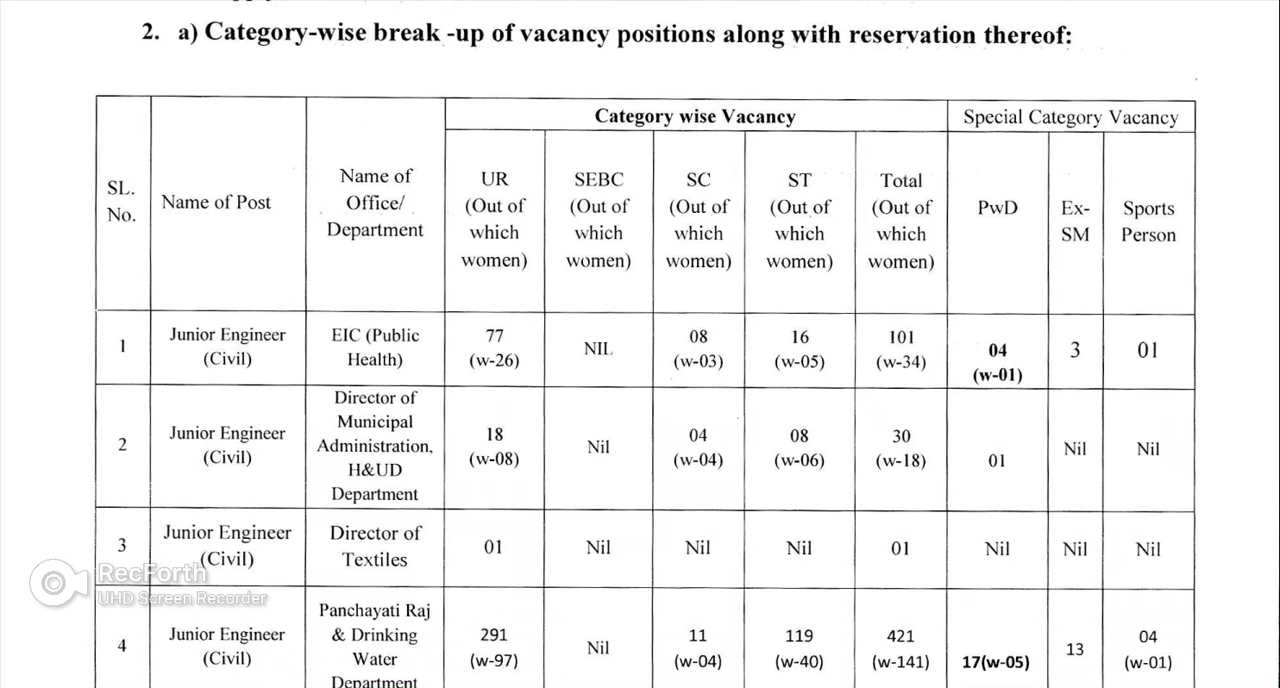 2. a) Category-wise break -up of vacancy positions along with reservation thereof:
SL. No.
Name of Post
Name of Office/ Department
Category wise Vacancy
Special Category Vacancy
UR (Out of which women)
SEBC (Out of which women)
SC (Out of which women)
ST (Out of which women)
Total (Out of which women)
PwD
Ex-SM
Sports Person
1
Junior Engineer (Civil)
EIC (Public Health)
77 (w-26)
NIL
08 (w-03)
16 (w-05)
101 (w-34)
04 (w-01)
3
01
2
Junior Engineer (Civil)
Director of Municipal Administration, H&UD Department
18 (w-08)
Nil
04 (w-04)
08 (w-06)
30 (w-18)
01
Nil
Nil
3
Junior Engineer (Civil)
Director of Textiles
01
Nil
Nil
Nil
01
Nil
Nil
Nil
4
Junior Engineer (Civil)
Panchayati Raj & Drinking Water Department
291 (w-97)
Nil
11 (w-04)
119 (w-40)
421 (w-141)
17(w-05)
13
04 (w-01)
RecForth
UHD Screen Recorder